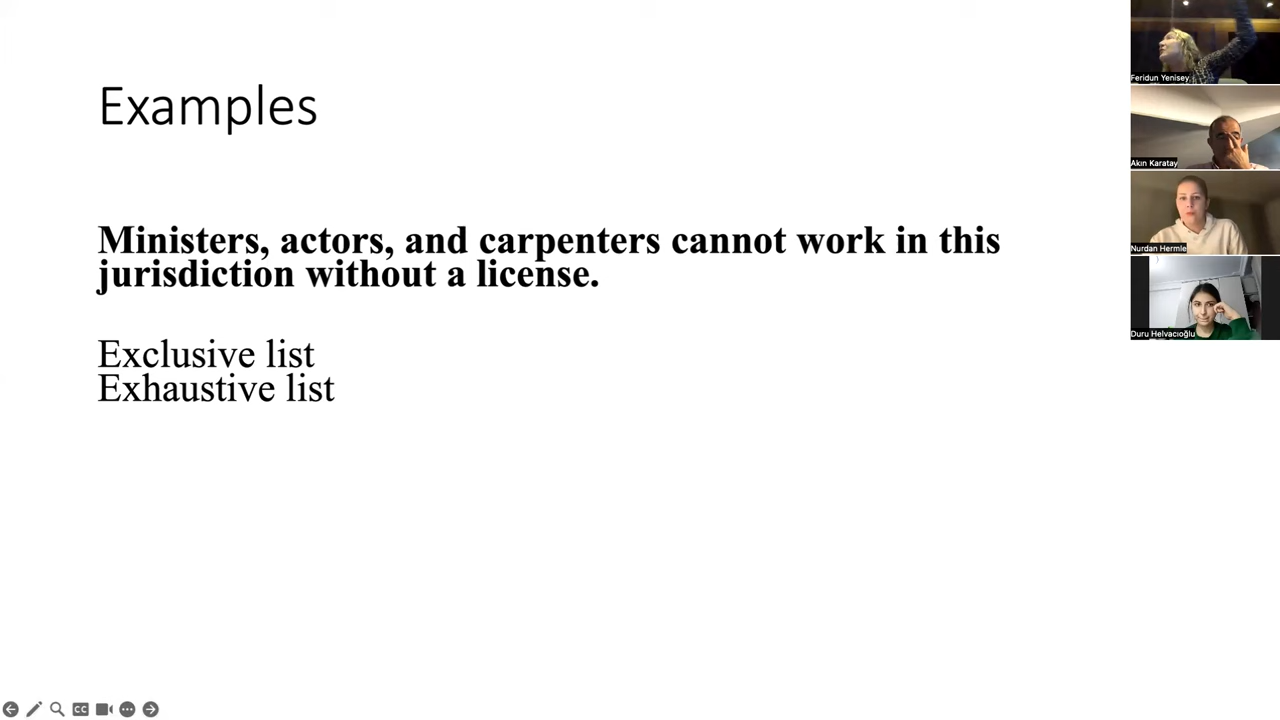 Examples
Ministers, actors, and carpenters cannot work in this
jurisdiction without a license.
Exclusive list
Exhaustive list
Feridun Yenisey
Akın Karatay
Nurdan Hermle
Duru Helvacıoğlu
CC